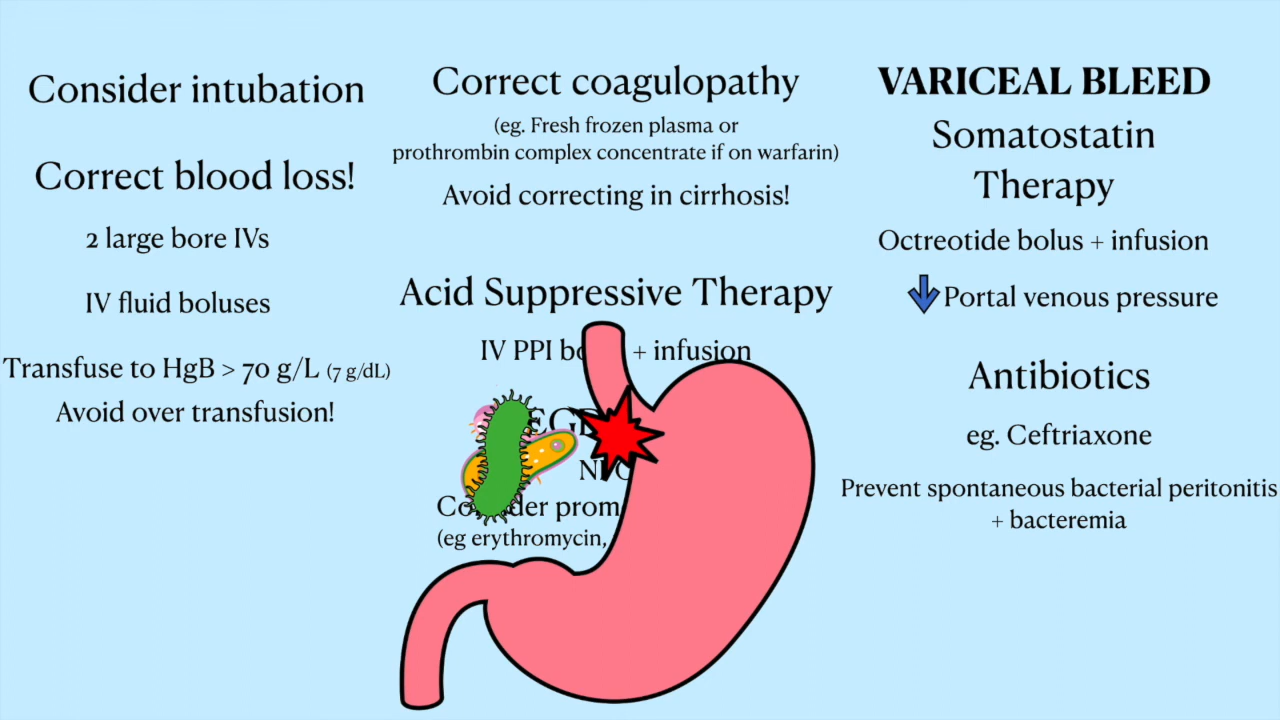 Consider intubation
Correct blood loss!
2 large bore IVs
IV fluid boluses
Transfuse to HgB > 70 g/L (7 g/dL)
Avoid over transfusion!
Correct coagulopathy
(eg. Fresh frozen plasma or
prothrombin complex concentrate if on warfarin)
Avoid correcting in cirrhosis!
Acid Suppressive Therapy
IV PPI + infusion
(eg erythromycin,
VARICEAL BLEED
Somatostatin
Therapy
Octreotide bolus + infusion
Portal venous pressure
Antibiotics
eg. Ceftriaxone
Prevent spontaneous bacterial peritonitis
+ bacteremia